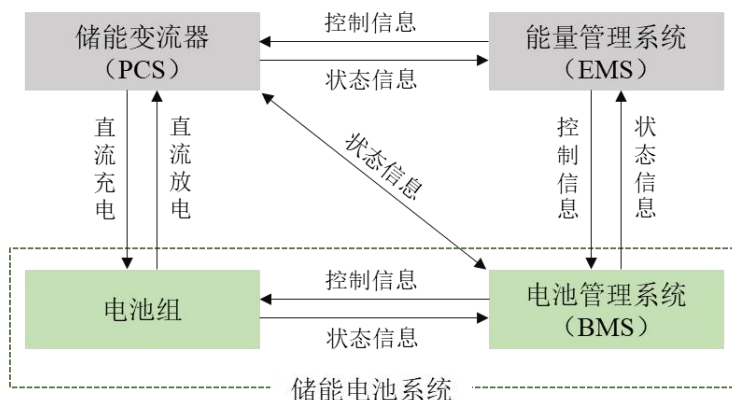 储能变流器
（PCS）
控制信息
状态信息
能量管理系统
（EMS）
直流充电
直流放电
状态信息
控制信息
状态信息
电池组
控制信息
状态信息
电池管理系统
（BMS）
储能电池系统